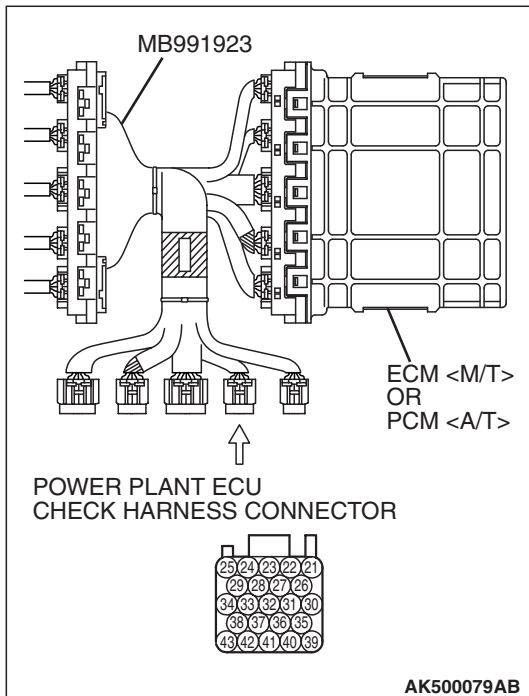 MB991923
ECM <M/T>
OR
PCM <A/T>
POWER PLANT ECU
CHECK HARNESS CONNECTOR
25 24 23 22 21
29 28 27 26
34 33 32 31 30
38 37 36 35
43 42 41 40 39
AK500079AB